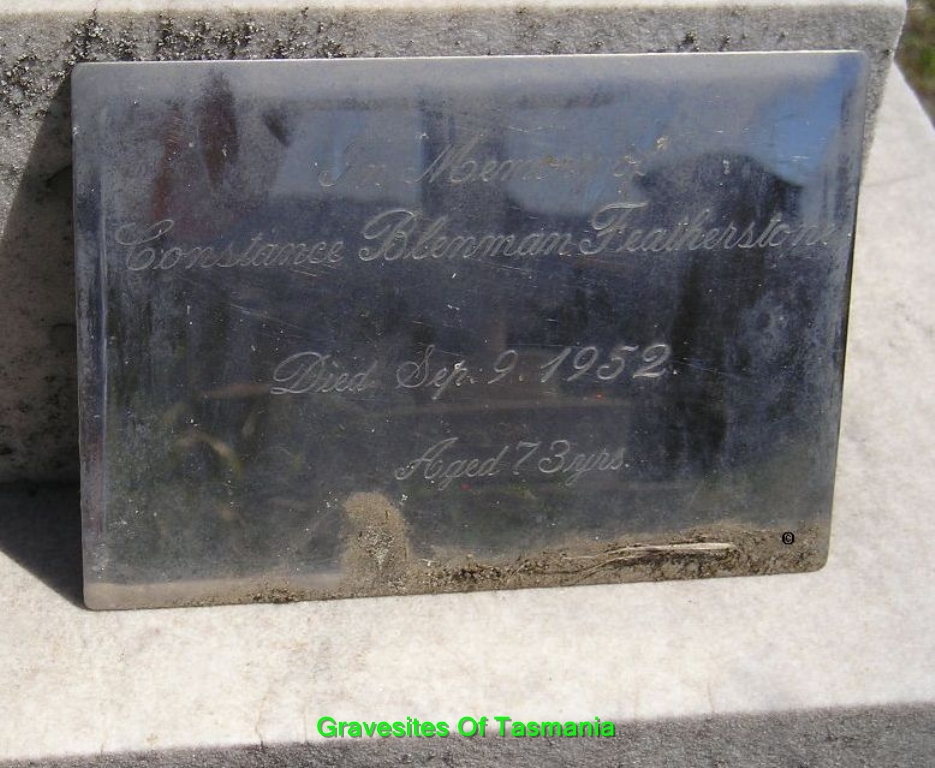 In Memory of
Constance Blenman Featherstone
Died Sep. 9. 1952.
Aged 73 yrs.
©
Gravesites Of Tasmania